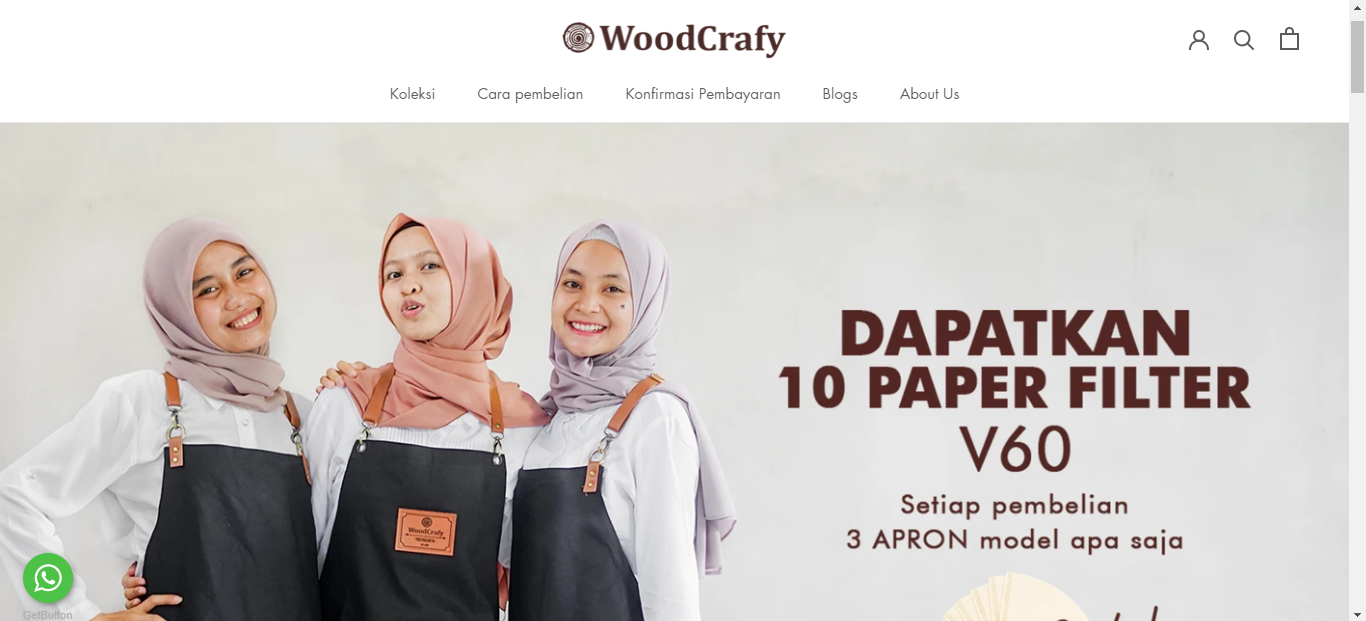 WoodCrafy
Koleksi Cara pembelian Konfirmasi Pembayaran Blogs About Us
DAPATKAN
10 PAPER FILTER
V60
Setiap pembelian
3 APRON model apa saja
WoodCrafy
GetButton